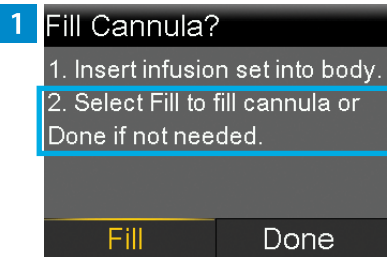 1
Fill Cannula?
1. Insert infusion set into body.
2. Select Fill to fill cannula or
Done if not needed.
Fill Done